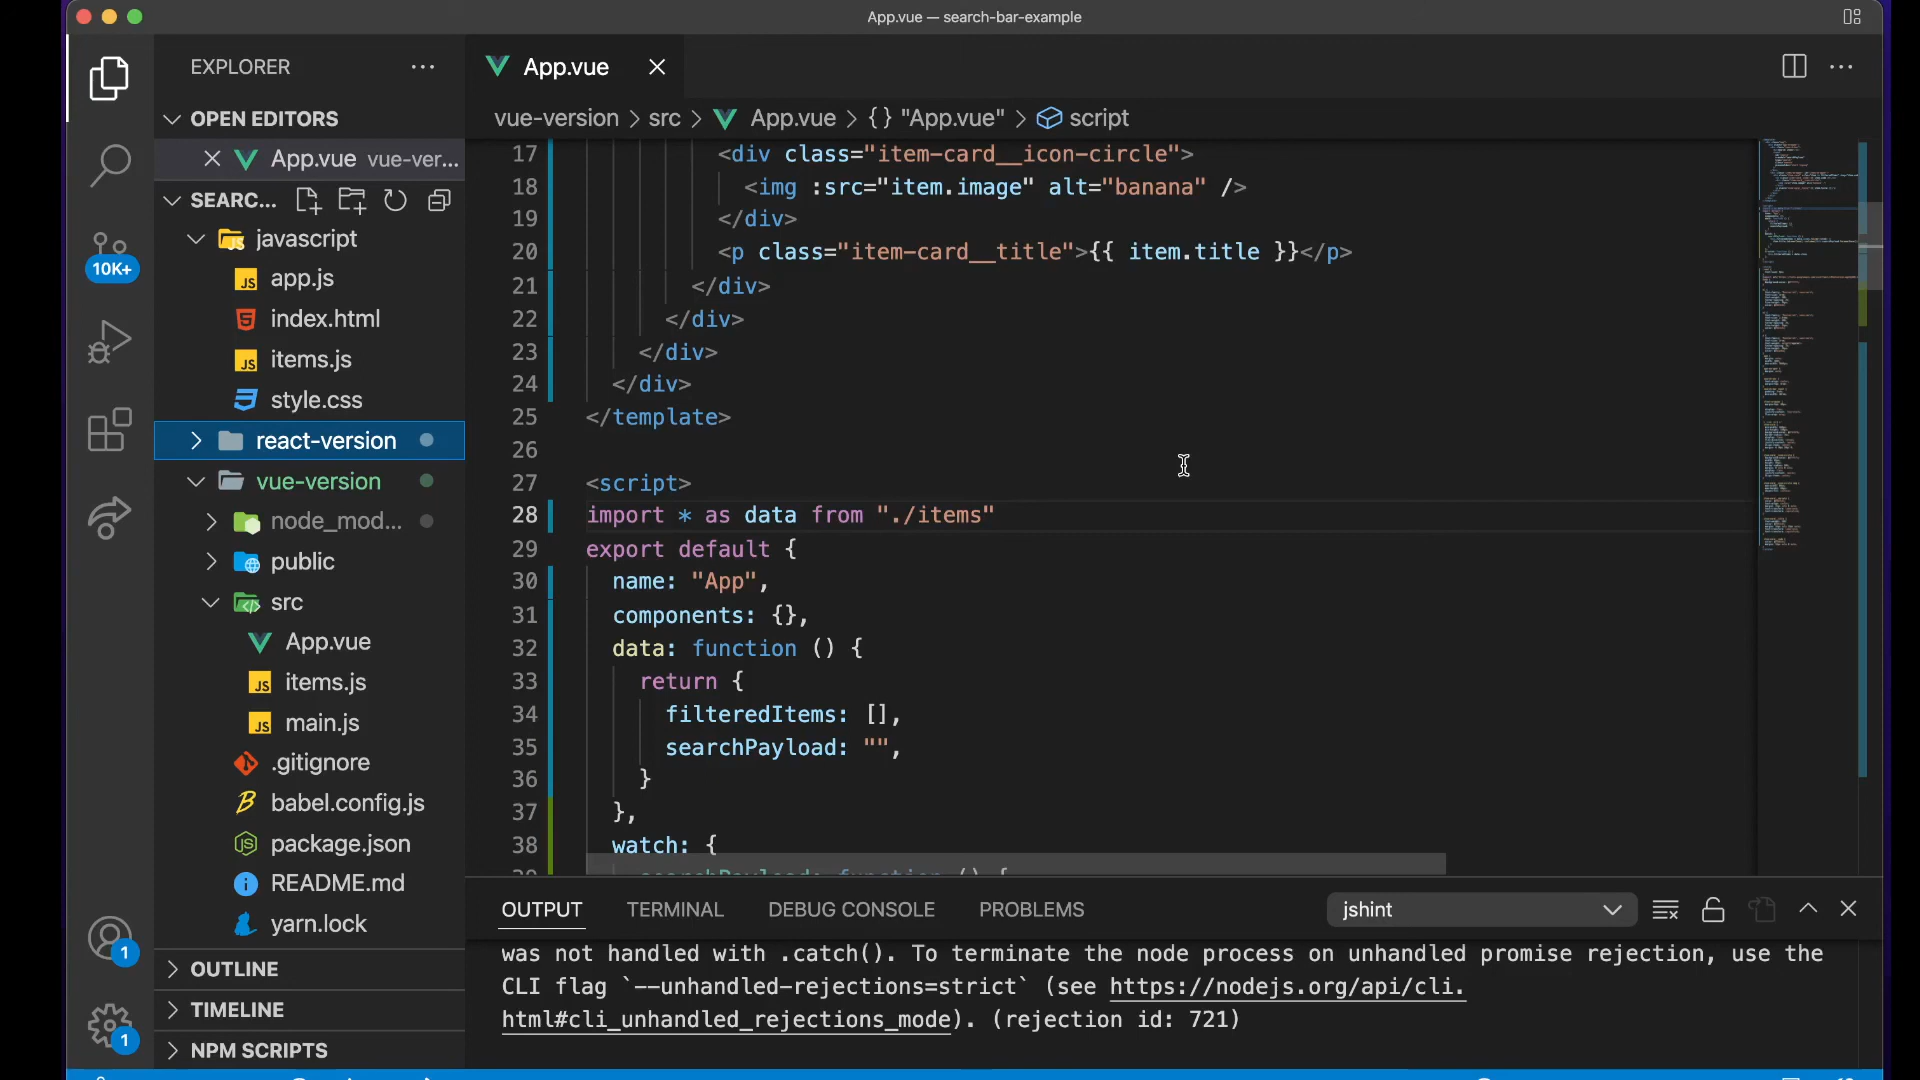 App.vue — search-bar-example
EXPLORER
OPEN EDITORS
App.vue vue-ver...
SEARC...
javascript
app.js
index.html
items.js
style.css
react-version
vue-version
node_mod...
public
src
App.vue
items.js
main.js
.gitignore
babel.config.js
package.json
README.md
yarn.lock
OUTLINE
TIMELINE
NPM SCRIPTS
10K+
1
1
App.vue
vue-version > src > App.vue > {} "App.vue" > script
17 <div class="item-card__icon-circle">
18 <img :src="item.image" alt="banana" />
19 </div>
20 <p class="item-card__title">{{ item.title }}</p>
21 </div>
22 </div>
23 </div>
24 </div>
25 </template>
26
27 <script>
28 import * as data from "./items"
29 export default {
30 name: "App",
31 components: {},
32 data: function () {
33 return {
34 filteredItems: [],
35 searchPayload: "",
36 }
37 },
38 watch: {
OUTPUT TERMINAL DEBUG CONSOLE PROBLEMS jshint
was not handled with .catch(). To terminate the node process on unhandled promise rejection, use the
CLI flag `--unhandled-rejections=strict` (see https://nodejs.org/api/cli.
html#cli_unhandled_rejections_mode). (rejection id: 721)